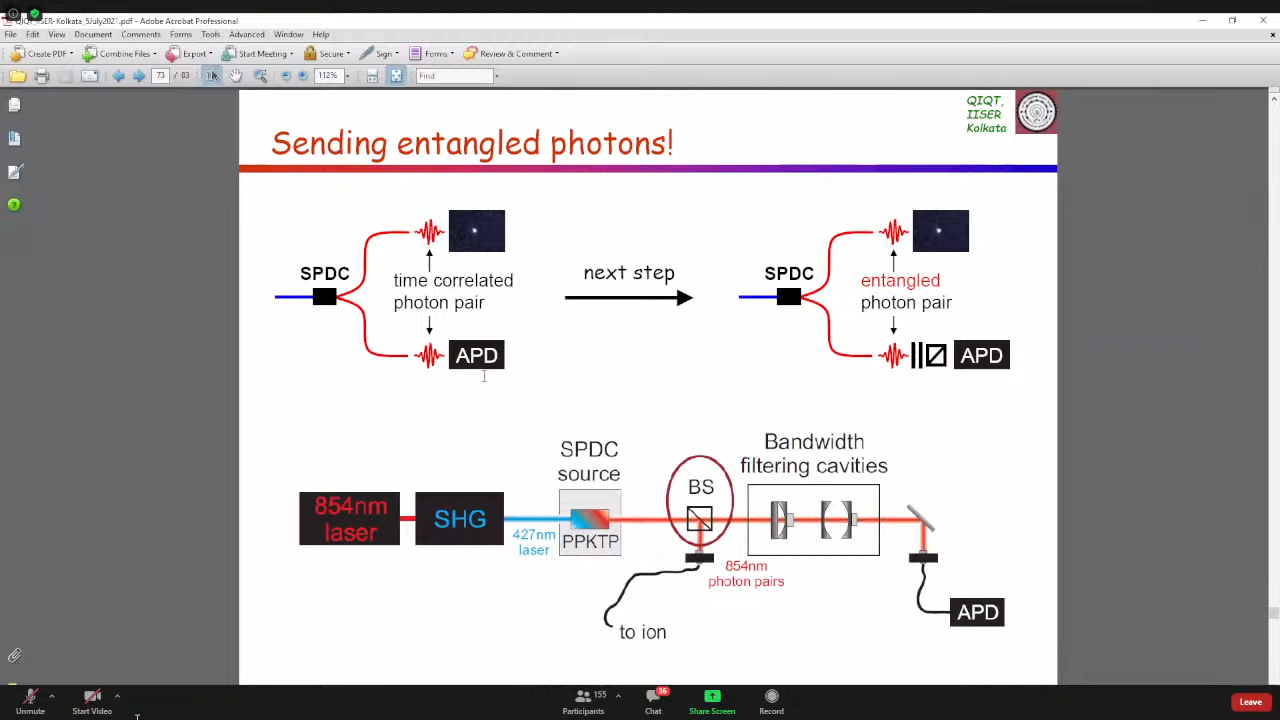 QIQT_IISER-Kolkata_5July2021.pdf - Adobe Acrobat Professional
File Edit View Document Comments Forms Tools Advanced Window Help
Create PDF Combine Files Export Start Meeting Secure Sign Forms Review & Comment
73 / 83 112% Find
QIQT,
IISER
Kolkata
Sending entangled photons!
SPDC
time correlated
photon pair
APD
next step
SPDC
entangled
photon pair
APD
854nm
laser
SHG
427nm
laser
SPDC
source
PPKTP
BS
Bandwidth
filtering cavities
854nm
photon pairs
to ion
APD
Unmute Start Video Participants 155 Chat 36 Share Screen Record Leave